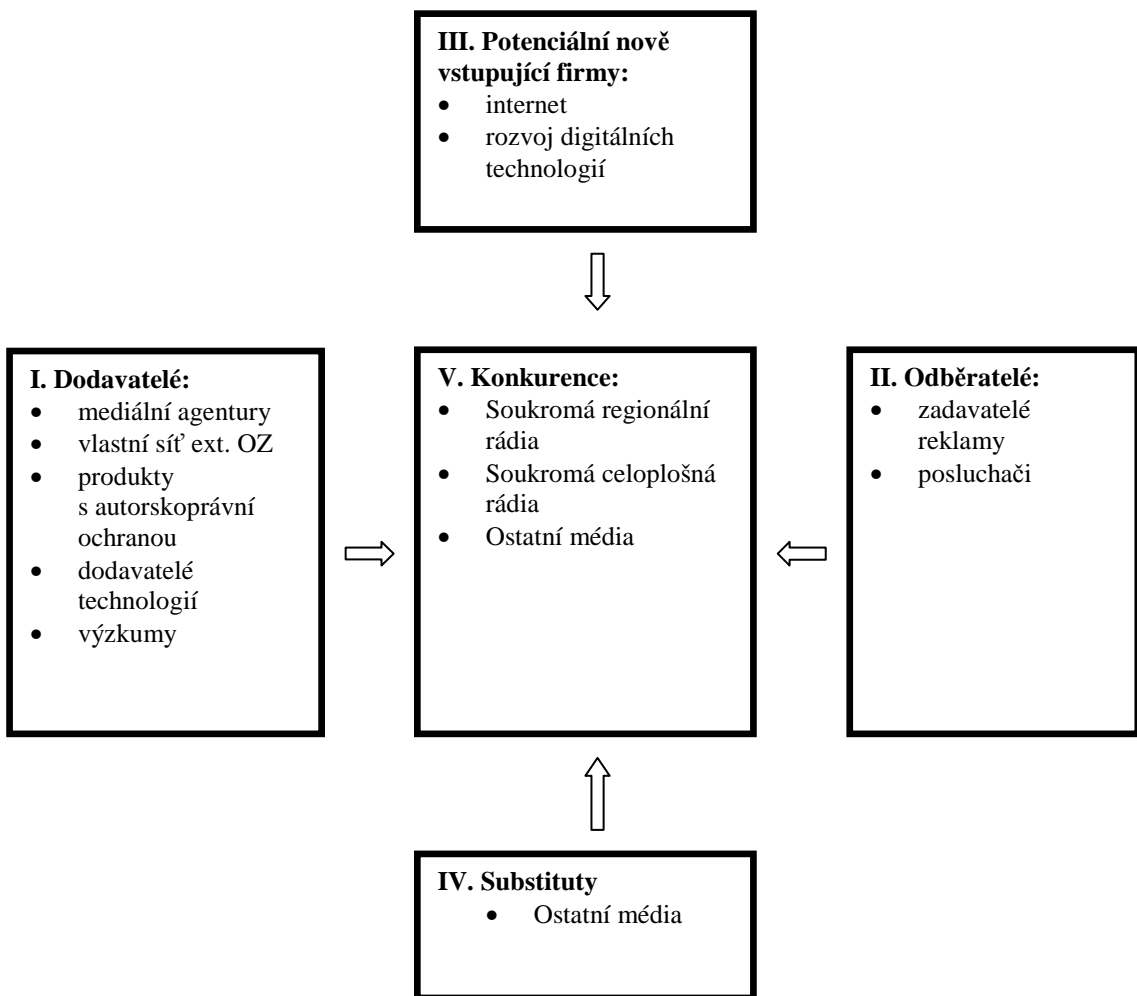 III. Potenciální nově
vstupující firmy:
• internet
• rozvoj digitálních
technologií
I. Dodavatelé:
• mediální agentury
• vlastní síť ext. OZ
• produkty
s autorskoprávní
ochranou
• dodavatelé
technologií
• výzkumy
V. Konkurence:
• Soukromá regionální
rádia
• Soukromá celoplošná
rádia
• Ostatní média
II. Odběratelé:
• zadavatelé
reklamy
• posluchači
IV. Substituty
• Ostatní média